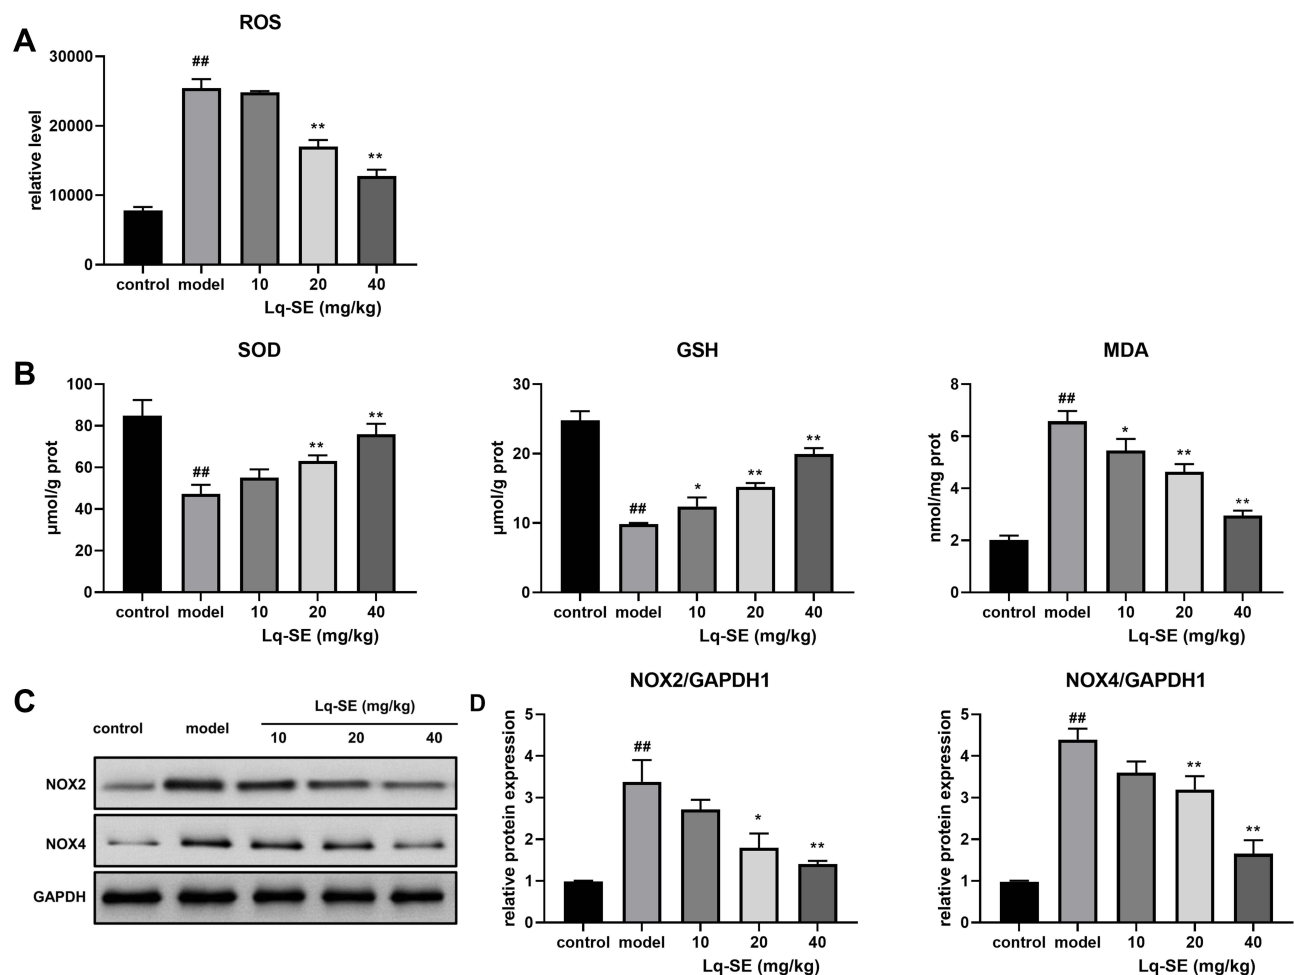 A
ROS
relative level
30000
20000
10000
0
##
**
**
control model 10 20 40
Lq-SE (mg/kg)
B
SOD
μmol/g prot
100
80
60
40
20
0
##
**
**
control model 10 20 40
Lq-SE (mg/kg)
GSH
μmol/g prot
30
20
10
0
##
*
**
**
control model 10 20 40
Lq-SE (mg/kg)
MDA
nmol/mg prot
8
6
4
2
0
##
*
**
**
control model 10 20 40
Lq-SE (mg/kg)
C
Lq-SE (mg/kg)
control model 10 20 40
NOX2
NOX4
GAPDH
D
NOX2/GAPDH1
relative protein expression
5
4
3
2
1
0
##
*
**
control model 10 20 40
Lq-SE (mg/kg)
NOX4/GAPDH1
relative protein expression
5
4
3
2
1
0
##
**
**
control model 10 20 40
Lq-SE (mg/kg)